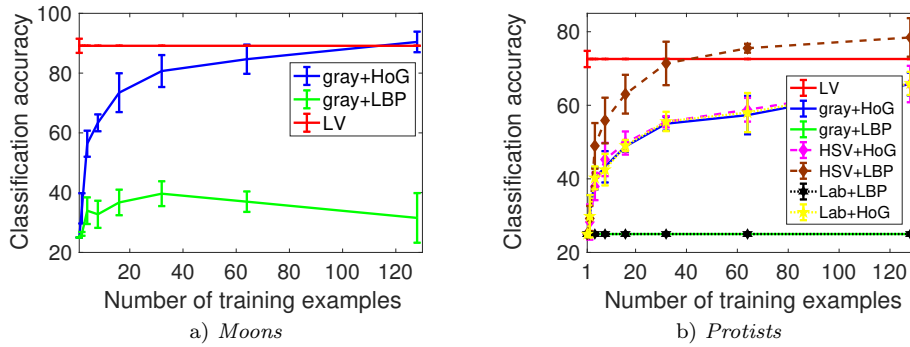 Classification accuracy
100
80
60
40
20
20 40 60 80 100 120
Number of training examples
gray+HoG
gray+LBP
LV
a) Moons
Classification accuracy
80
60
40
20
1 20 40 60 80 100 120
Number of training examples
LV
gray+HoG
gray+LBP
HSV+HoG
HSV+LBP
Lab+LBP
Lab+HoG
b) Protists